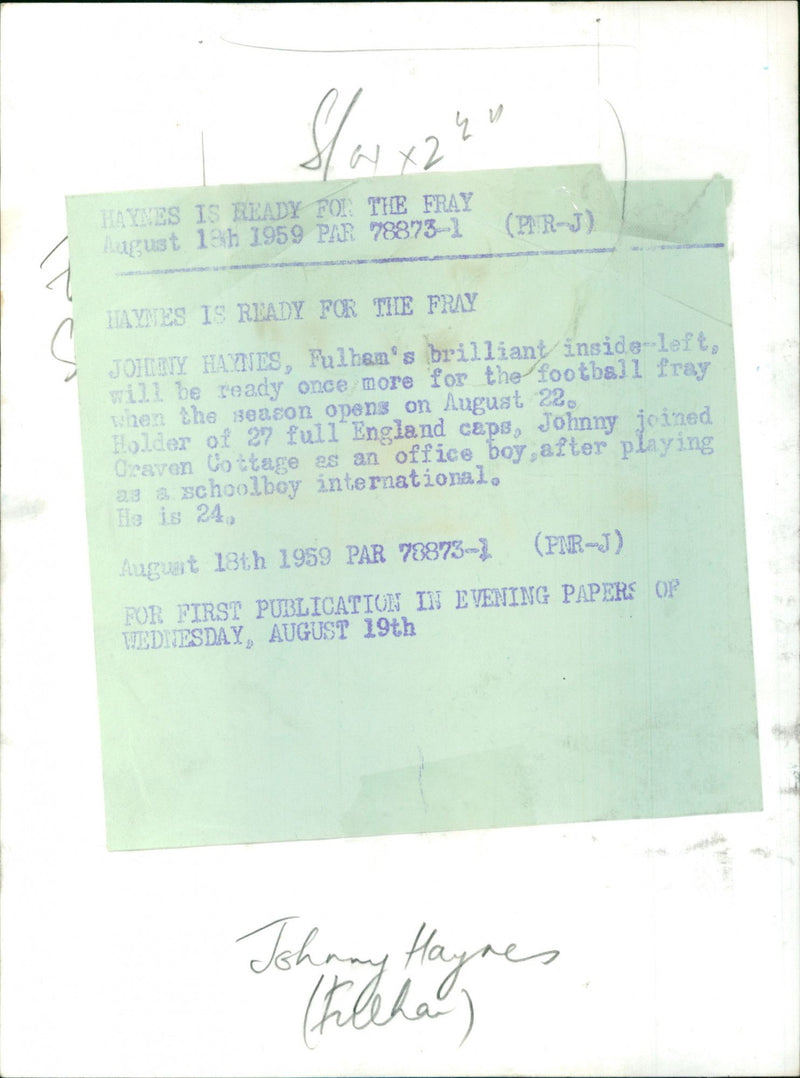 HAYNES IS READY FOR THE FRAY
August 18th 1959 PAR 78873-1 (PNR-J)
HAYNES IS READY FOR THE FRAY
JOHNNY HAYNES, Fulham's brilliant inside-left,
will be ready once more for the football fray
when the season opens on August 22.
Holder of 27 full England caps, Johnny joined
Craven Cottage as an office boy, after playing
as a schoolboy international.
He is 24.
August 18th 1959 PAR 78873-1 (PNR-J)
FOR FIRST PUBLICATION IN EVENING PAPERS OF
WEDNESDAY, AUGUST 19th
Johnny Haynes
(Fulham)